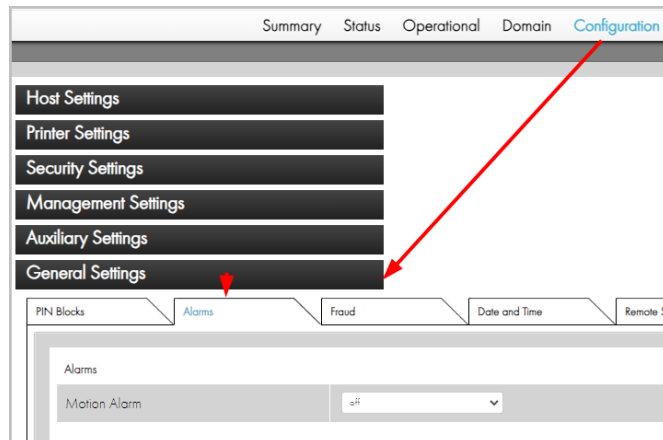 Summary Status Operational Domain Configuration
Host Settings
Printer Settings
Security Settings
Management Settings
Auxiliary Settings
General Settings
PIN Blocks Alarms Fraud Date and Time Remote S
Alarms
Motion Alarm off